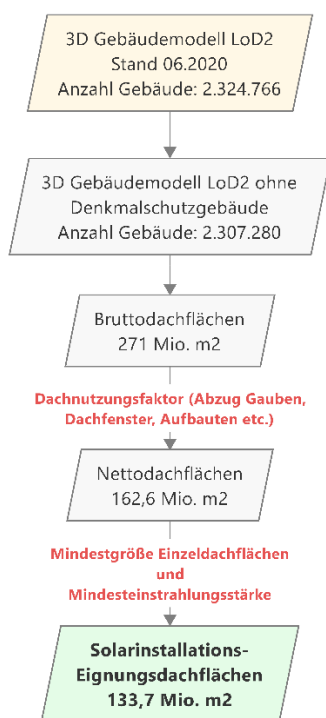 3D Gebäudemodell LoD2
Stand 06.2020
Anzahl Gebäude: 2.324.766
3D Gebäudemodell LoD2 ohne
Denkmalschutzgebäude
Anzahl Gebäude: 2.307.280
Bruttodachflächen
271 Mio. m2
Dachnutzungsfaktor (Abzug Gauben,
Dachfenster, Aufbauten etc.)
Nettodachflächen
162,6 Mio. m2
Mindestgröße Einzeldachflächen
und
Mindesteinstrahlungsstärke
Solarinstallations-
Eignungsdachflächen
133,7 Mio. m2